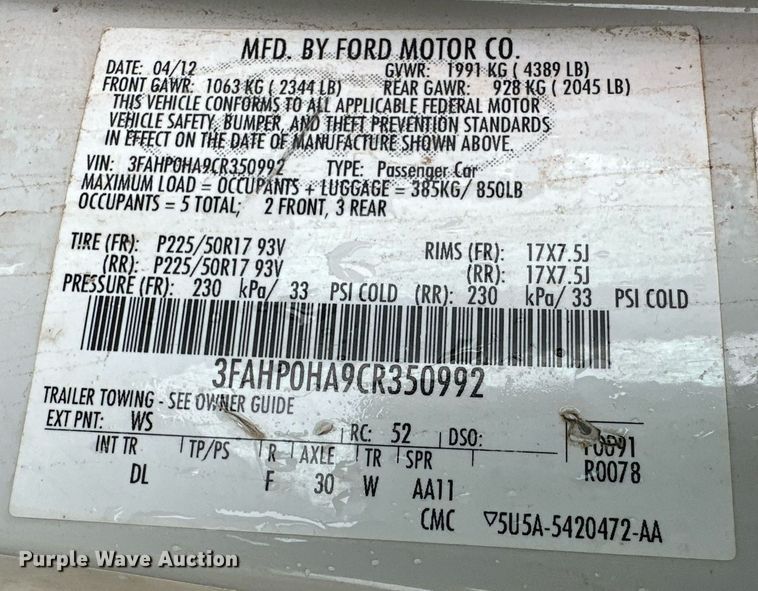 MFD. BY FORD MOTOR CO.
DATE: 04/12 GVWR: 1991 KG ( 4389 LB)
FRONT GAWR: 1063 KG ( 2344 LB) REAR GAWR: 928 KG ( 2045 LB)
THIS VEHICLE CONFORMS TO ALL APPLICABLE FEDERAL MOTOR
VEHICLE SAFETY, BUMPER, AND THEFT PREVENTION STANDARDS
IN EFFECT ON THE DATE OF MANUFACTURE SHOWN ABOVE.
VIN: 3FAHP0HA9CR350992 TYPE: Passenger Car
MAXIMUM LOAD = OCCUPANTS + LUGGAGE = 385KG/ 850LB
OCCUPANTS = 5 TOTAL; 2 FRONT, 3 REAR
TIRE (FR): P225/50R17 93V RIMS (FR): 17X7.5J
(RR): P225/50R17 93V (RR): 17X7.5J
PRESSURE (FR): 230 kPa/ 33 PSI COLD (RR): 230 kPa/ 33 PSI COLD
3FAHP0HA9CR350992
TRAILER TOWING - SEE OWNER GUIDE
EXT PNT: WS RC: 52 DSO:
INT TR TP/PS R AXLE TR SPR R0078
DL F 30 W AA11
CMC 5U5A-5420472-AA
Purple Wave Auction